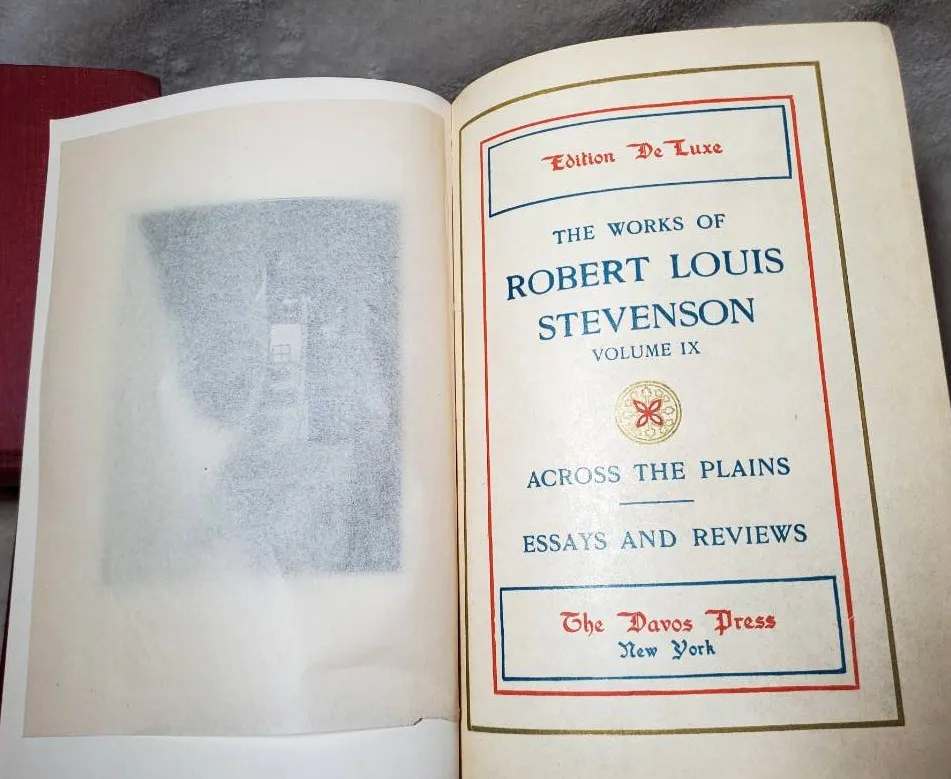 Edition De Luxe
THE WORKS OF
ROBERT LOUIS
STEVENSON
VOLUME IX
ACROSS THE PLAINS
ESSAYS AND REVIEWS
The Davos Press
New York